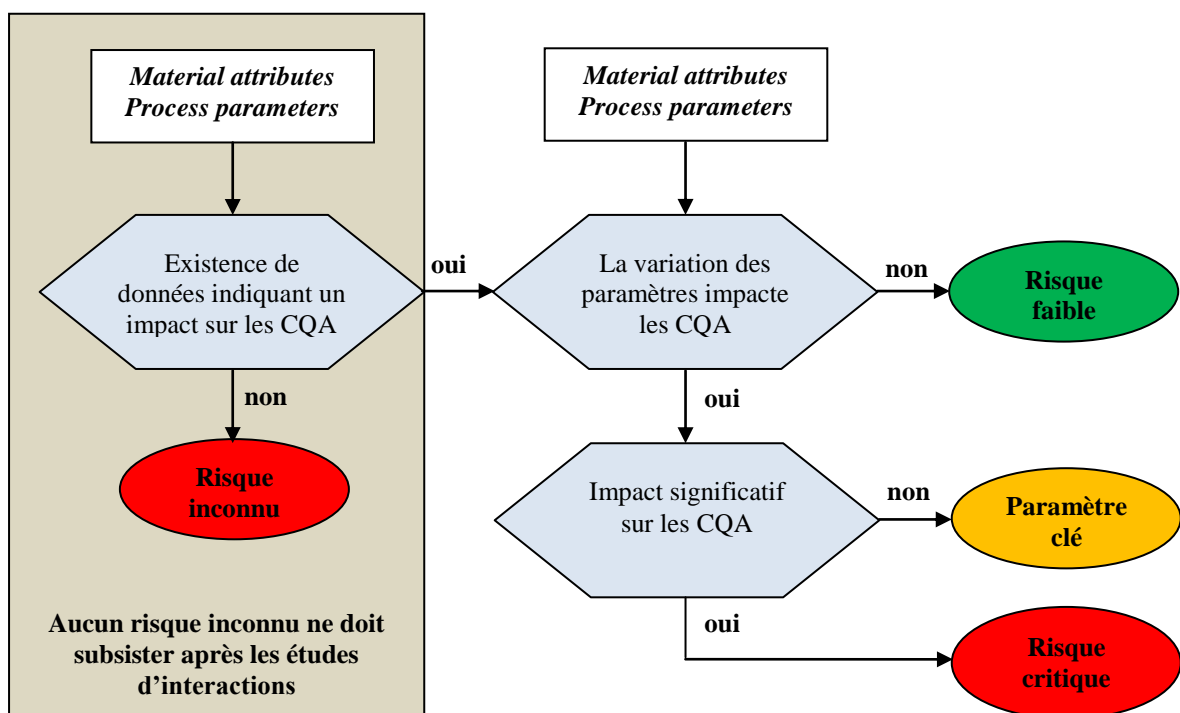 Material attributes
Process parameters
Existence de
données indiquant un
impact sur les CQA
oui
non
Risque
inconnu
Aucun risque inconnu ne doit
subsister après les études
d’interactions
Material attributes
Process parameters
La variation des
paramètres impacte
les CQA
non
Risque
faible
oui
Impact significatif
sur les CQA
non
Paramètre
clé
oui
Risque
critique